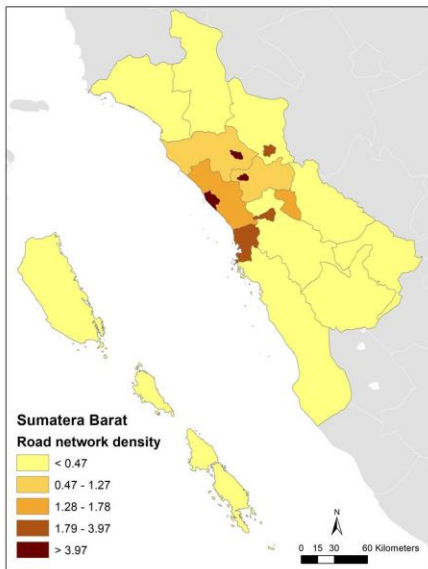 Sumatera Barat
Road network density
< 0.47
0.47 - 1.27
1.28 - 1.78
1.79 - 3.97
> 3.97
N
0 15 30 60 Kilometers